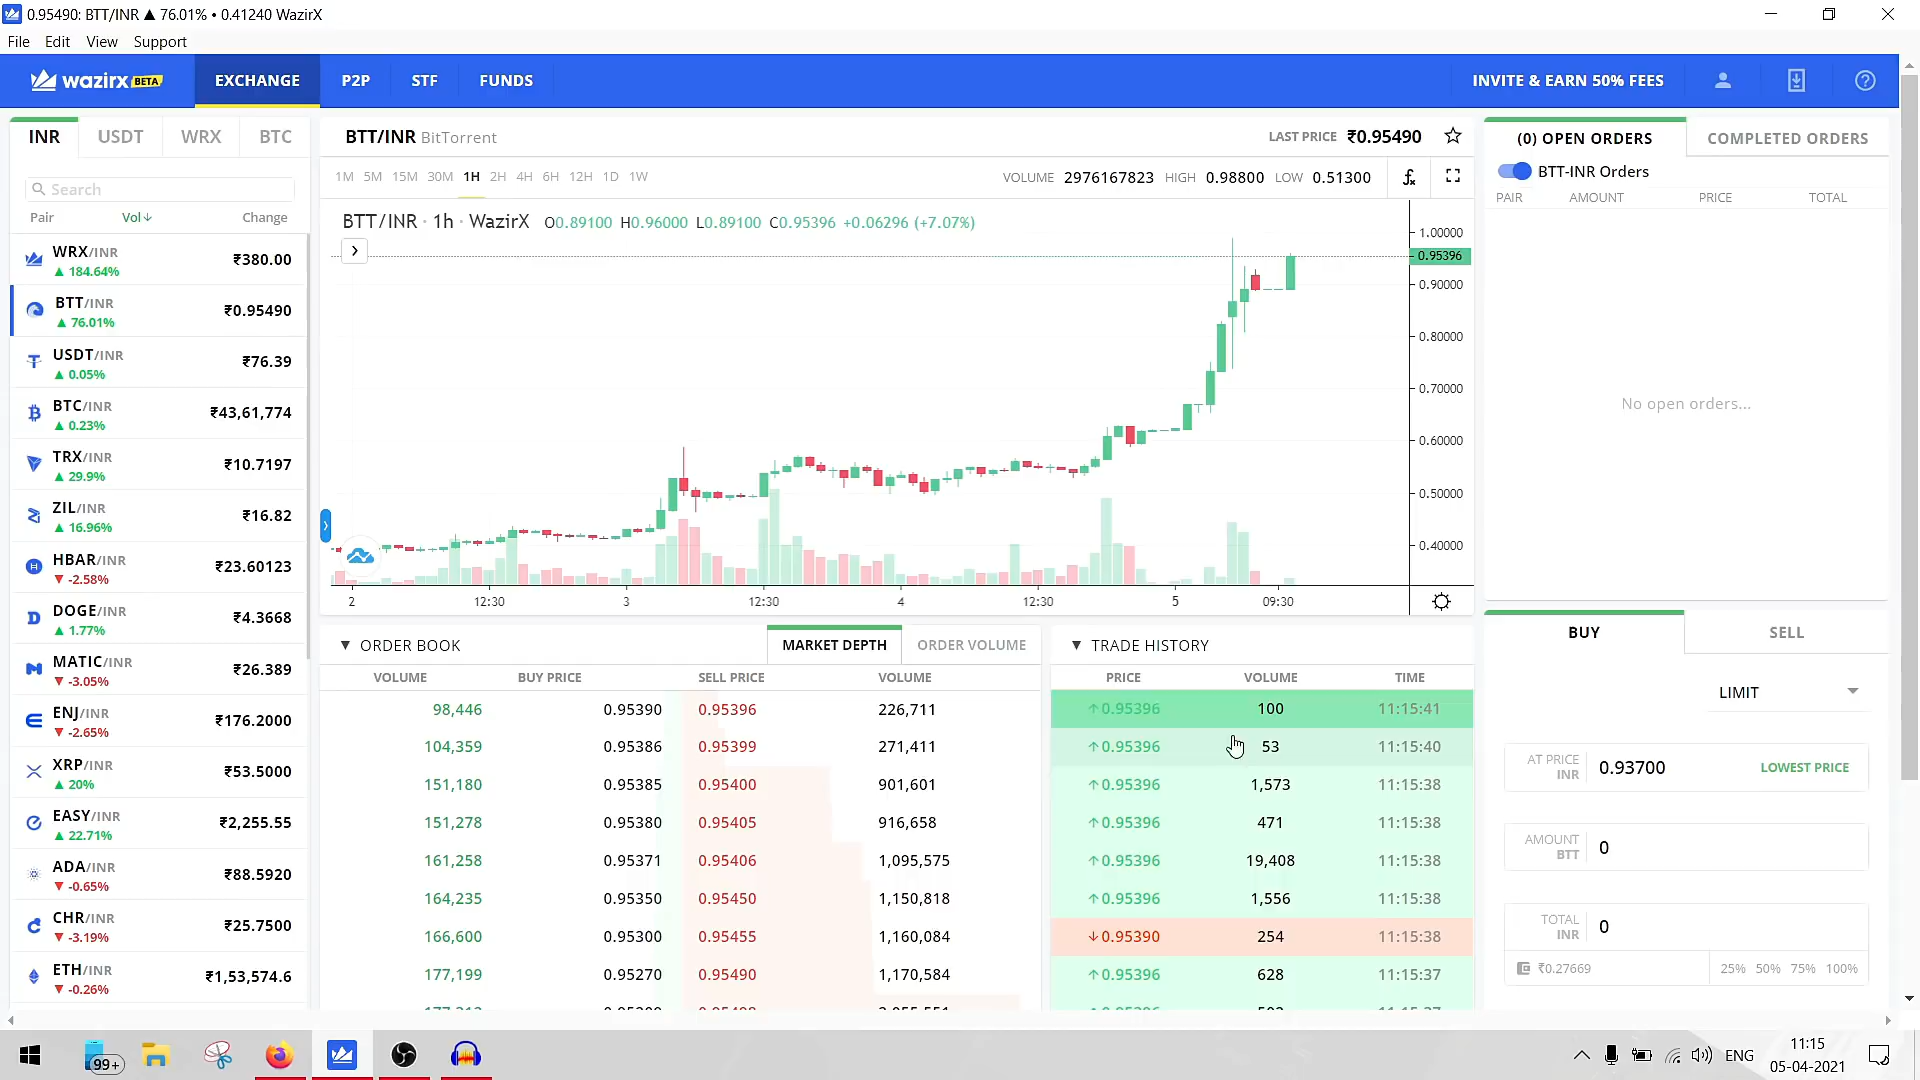 0.95490: BTT/INR ▲ 76.01% • 0.41240 WazirX
File Edit View Support
wazirx BETA EXCHANGE P2P STF FUNDS INVITE & EARN 50% FEES
INR USDT WRX BTC
Search
Pair Vol↓ Change
WRX/INR ₹380.00
▲ 184.64%
BTT/INR ₹0.95490
▲ 76.01%
USDT/INR ₹76.39
▲ 0.05%
BTC/INR ₹43,61,774
▲ 0.23%
TRX/INR ₹10.7197
▲ 29.9%
ZIL/INR ₹16.82
▲ 16.96%
HBAR/INR ₹23.60123
▼ -2.58%
DOGE/INR ₹4.3668
▲ 1.77%
MATIC/INR ₹26.389
▼ -3.05%
ENJ/INR ₹176.2000
▼ -2.65%
XRP/INR ₹53.5000
▲ 20%
EASY/INR ₹2,255.55
▲ 22.71%
ADA/INR ₹88.5920
▼ -0.65%
CHR/INR ₹25.7500
▼ -3.19%
ETH/INR ₹1,53,574.6
▼ -0.26%
BTT/INR BitTorrent LAST PRICE ₹0.95490
1M 5M 15M 30M 1H 2H 4H 6H 12H 1D 1W VOLUME 2976167823 HIGH 0.98800 LOW 0.51300
BTT/INR · 1h · WazirX O0.89100 H0.96000 L0.89100 C0.95396 +0.06296 (+7.07%)
1.00000
0.95396
0.90000
0.80000
0.70000
0.60000
0.50000
0.40000
2 12:30 3 12:30 4 12:30 5 09:30
▼ ORDER BOOK MARKET DEPTH ORDER VOLUME
VOLUME BUY PRICE SELL PRICE VOLUME
98,446 0.95390 0.95396 226,711
104,359 0.95386 0.95399 271,411
151,180 0.95385 0.95400 901,601
151,278 0.95380 0.95405 916,658
161,258 0.95371 0.95406 1,095,575
164,235 0.95350 0.95450 1,150,818
166,600 0.95300 0.95455 1,160,084
177,199 0.95270 0.95490 1,170,584
▼ TRADE HISTORY
PRICE VOLUME TIME
↑0.95396 100 11:15:41
↑0.95396 53 11:15:40
↑0.95396 1,573 11:15:38
↑0.95396 471 11:15:38
↑0.95396 19,408 11:15:38
↑0.95396 1,556 11:15:38
↓0.95390 254 11:15:38
↑0.95396 628 11:15:37
(0) OPEN ORDERS COMPLETED ORDERS
BTT-INR Orders
PAIR AMOUNT PRICE TOTAL
No open orders...
BUY SELL
LIMIT
AT PRICE INR 0.93700 LOWEST PRICE
AMOUNT BTT 0
TOTAL INR 0
₹0.27669 25% 50% 75% 100%
99+ ENG 11:15
05-04-2021